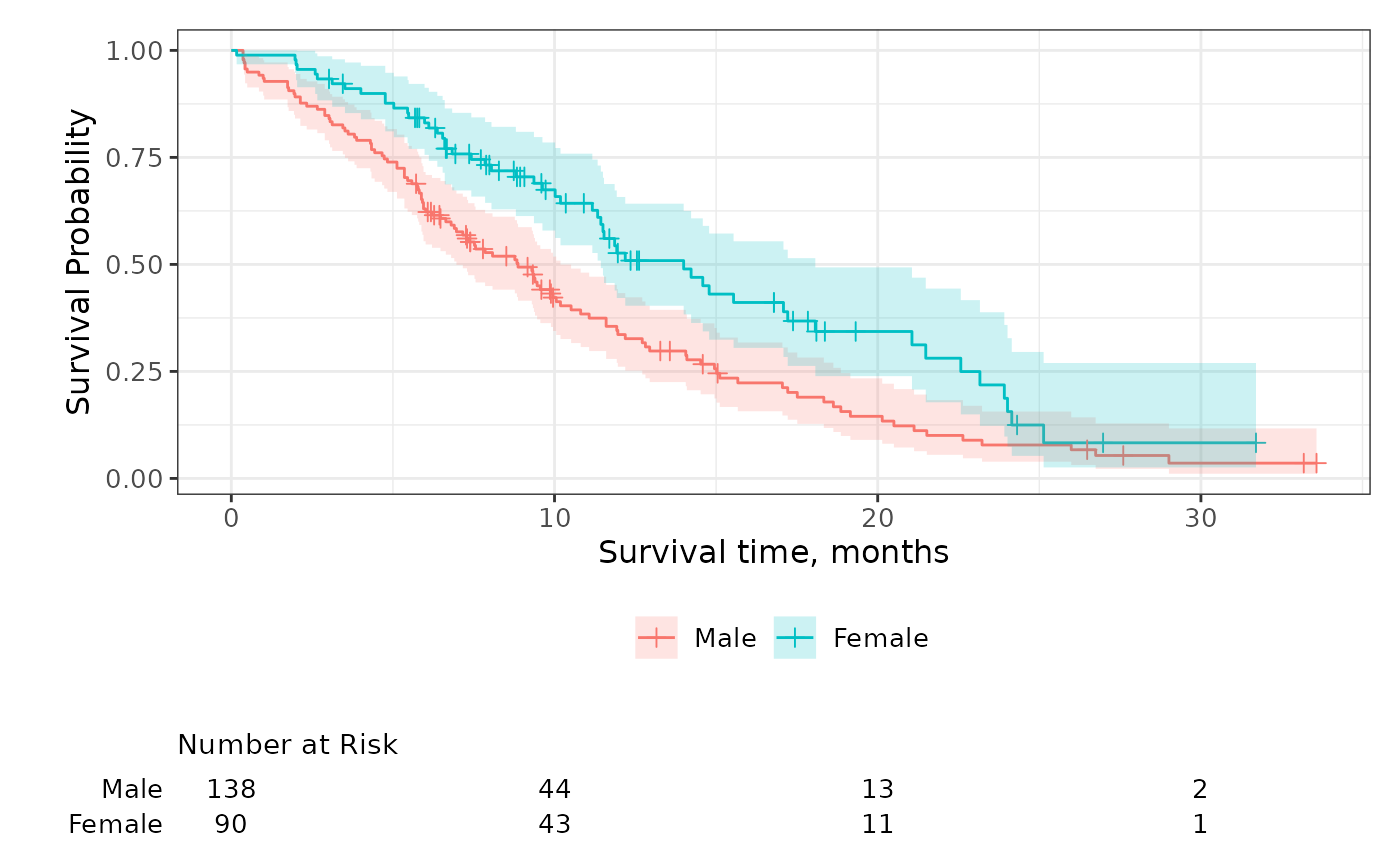 1.00
0.75
0.50
0.25
0.00
Survival Probability
0 10 20 30
Survival time, months
Male Female
Number at Risk
Male 138 44 13 2
Female 90 43 11 1